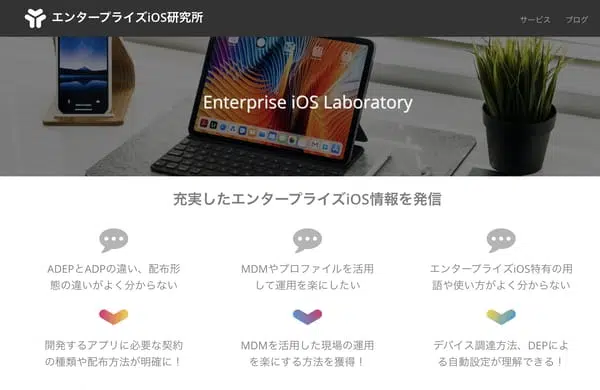 エンタープライズiOS研究所
サービス
ブログ
Enterprise iOS Laboratory
充実したエンタープライズiOS情報を発信
ADEPとADPの違い、配布形
態の違いがよく分からない
MDMやプロファイルを活用
して運用を楽にしたい
エンタープライズiOS特有の用
語や使い方がよく分からない
開発するアプリに必要な契約
の種類や配布方法が明確に！
MDMを活用した現場の運用
を楽にする方法を獲得！
デバイス調達方法、DEPによ
る自動設定が理解できる！